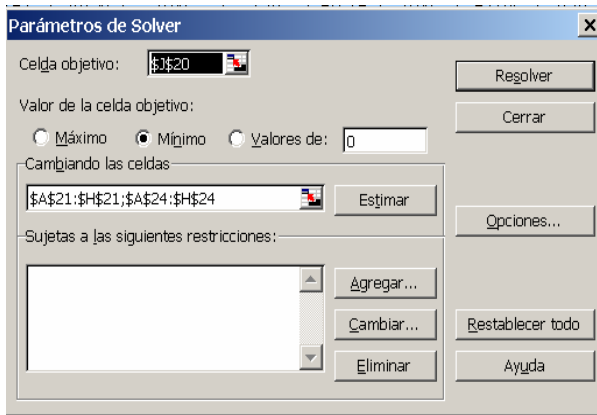 Parámetros de Solver
Celda objetivo: $J$20
Resolver
Valor de la celda objetivo:
Cerrar
Máximo Mínimo Valores de: 0
Cambiando las celdas
$A$21:$H$21;$A$24:$H$24 Estimar
Opciones...
Sujetas a las siguientes restricciones:
Agregar...
Cambiar... Restablecer todo
Eliminar Ayuda